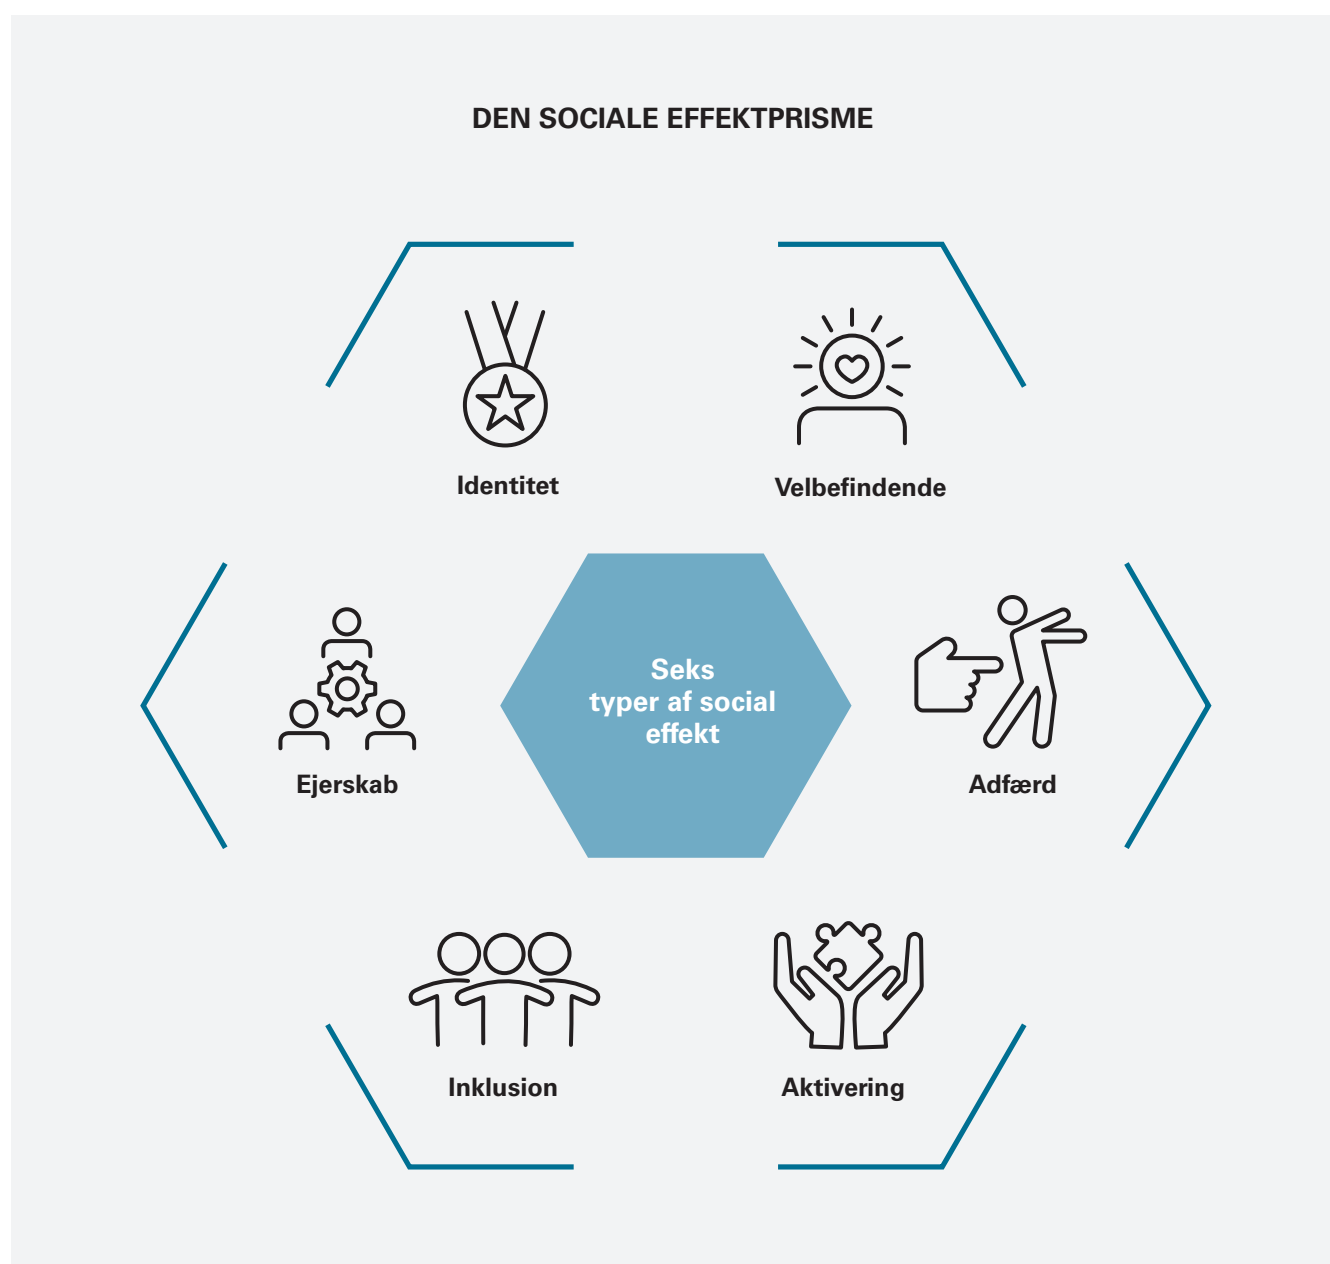 DEN SOCIALE EFFEKTPRISME
Identitet
Velbefindende
Seks
typer af social
effekt
Ejerskab
Adfærd
Inklusion
Aktivering